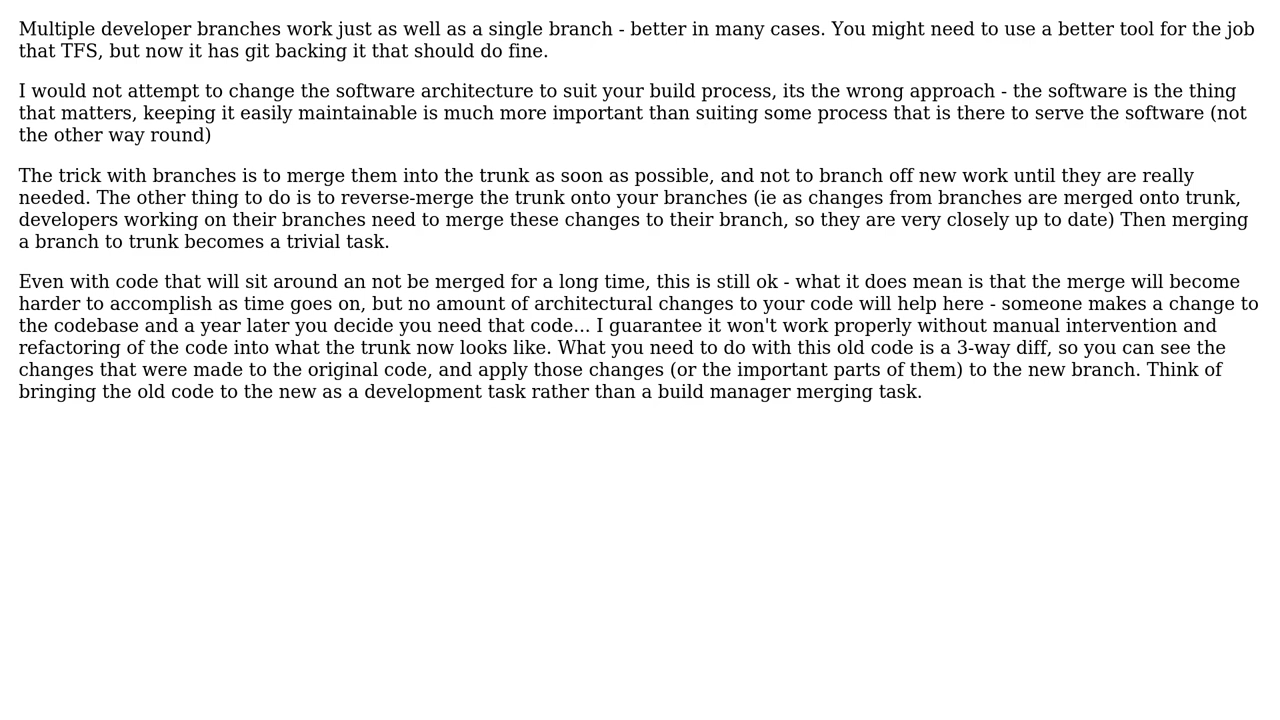 Multiple developer branches work just as well as a single branch - better in many cases. You might need to use a better tool for the job
that TFS, but now it has git backing it that should do fine.
I would not attempt to change the software architecture to suit your build process, its the wrong approach - the software is the thing
that matters, keeping it easily maintainable is much more important than suiting some process that is there to serve the software (not
the other way round)
The trick with branches is to merge them into the trunk as soon as possible, and not to branch off new work until they are really
needed. The other thing to do is to reverse-merge the trunk onto your branches (ie as changes from branches are merged onto trunk,
developers working on their branches need to merge these changes to their branch, so they are very closely up to date) Then merging
a branch to trunk becomes a trivial task.
Even with code that will sit around an not be merged for a long time, this is still ok - what it does mean is that the merge will become
harder to accomplish as time goes on, but no amount of architectural changes to your code will help here - someone makes a change to
the codebase and a year later you decide you need that code... I guarantee it won't work properly without manual intervention and
refactoring of the code into what the trunk now looks like. What you need to do with this old code is a 3-way diff, so you can see the
changes that were made to the original code, and apply those changes (or the important parts of them) to the new branch. Think of
bringing the old code to the new as a development task rather than a build manager merging task.